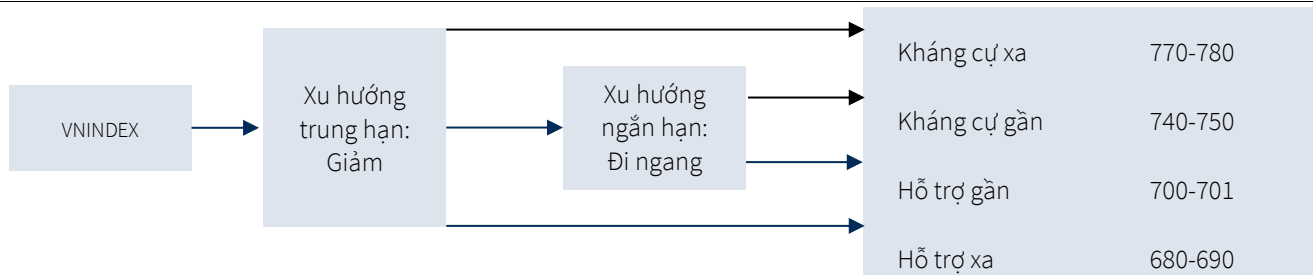 VNINDEX
Xu hướng
trung hạn:
Giảm
Xu hướng
ngắn hạn:
Đi ngang
Kháng cự xa 770-780
Kháng cự gần 740-750
Hỗ trợ gần 700-701
Hỗ trợ xa 680-690